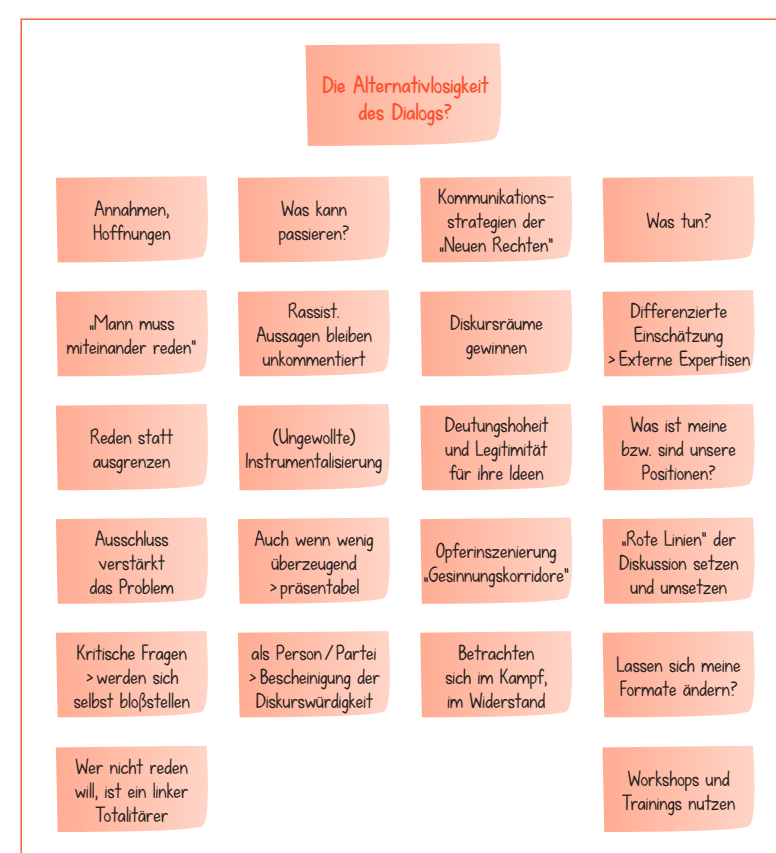 Die Alternativlosigkeit
des Dialogs?
Annahmen,
Hoffnungen
Was kann
passieren?
Kommunikations-
strategien der
„Neuen Rechten"
Was tun?
„Mann muss
miteinander reden"
Rassist.
Aussagen bleiben
unkommentiert
Diskursräume
gewinnen
Differenzierte
Einschätzung
> Externe Expertisen
Reden statt
ausgrenzen
(Ungewollte)
Instrumentalisierung
Deutungshoheit
und Legitimität
für ihre Ideen
Was ist meine
bzw. sind unsere
Positionen?
Ausschluss
verstärkt
das Problem
Auch wenn wenig
überzeugend
> präsentabel
Opferinszenierung
„Gesinnungskorridore"
„Rote Linien" der
Diskussion setzen
und umsetzen
Kritische Fragen
> werden sich
selbst bloßstellen
als Person / Partei
> Bescheinigung der
Diskurswürdigkeit
Betrachten
sich im Kampf,
im Widerstand
Lassen sich meine
Formate ändern?
Wer nicht reden
will, ist ein linker
Totalitärer
Workshops und
Trainings nutzen